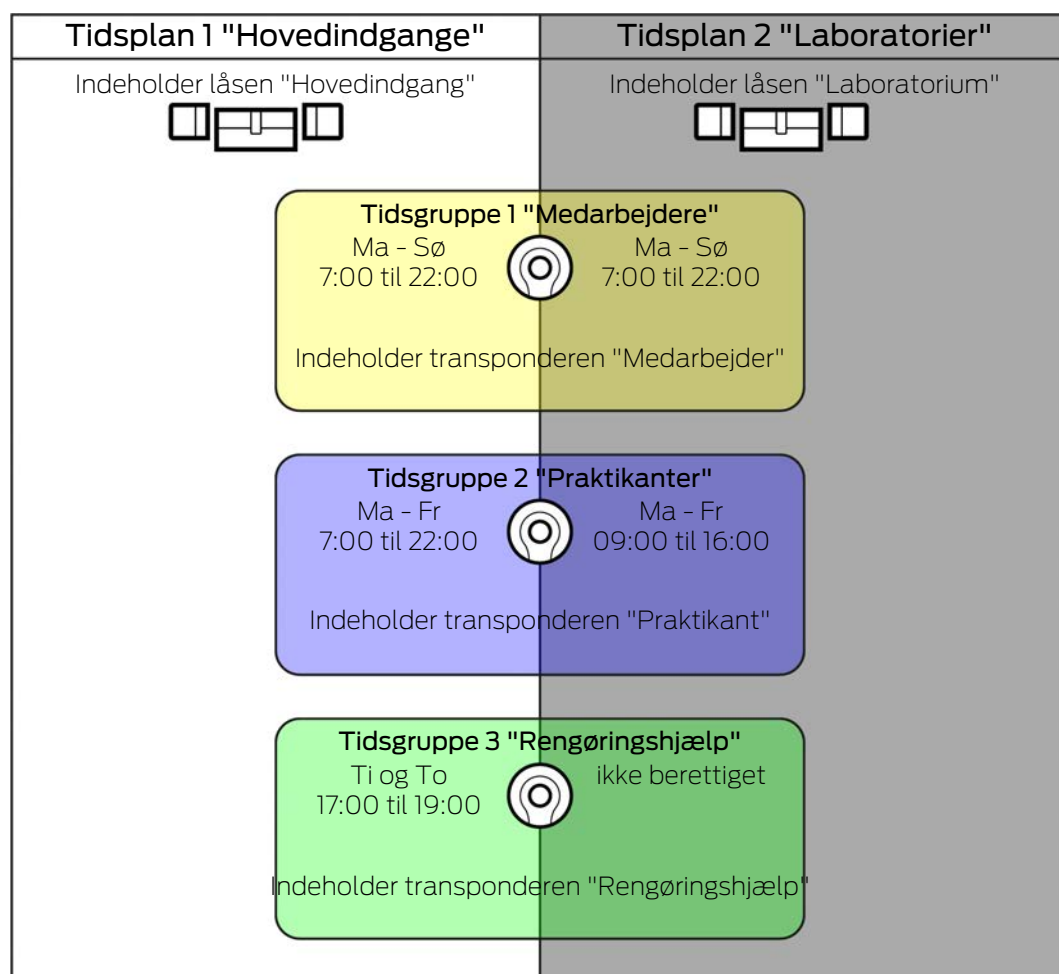 Tidsplan 1 "Hovedindgange"
Tidsplan 2 "Laboratorier"
Indeholder låsen "Hovedindgang"
Indeholder låsen "Laboratorium"
Tidsgruppe 1 "Medarbejdere"
Ma - Sø
7:00 til 22:00
Ma - Sø
7:00 til 22:00
Indeholder transponderen "Medarbejder"
Tidsgruppe 2 "Praktikanter"
Ma - Fr
7:00 til 22:00
Ma - Fr
09:00 til 16:00
Indeholder transponderen "Praktikant"
Tidsgruppe 3 "Rengøringshjælp"
Ti og To
17:00 til 19:00
ikke berettiget
Indeholder transponderen "Rengøringshjælp"